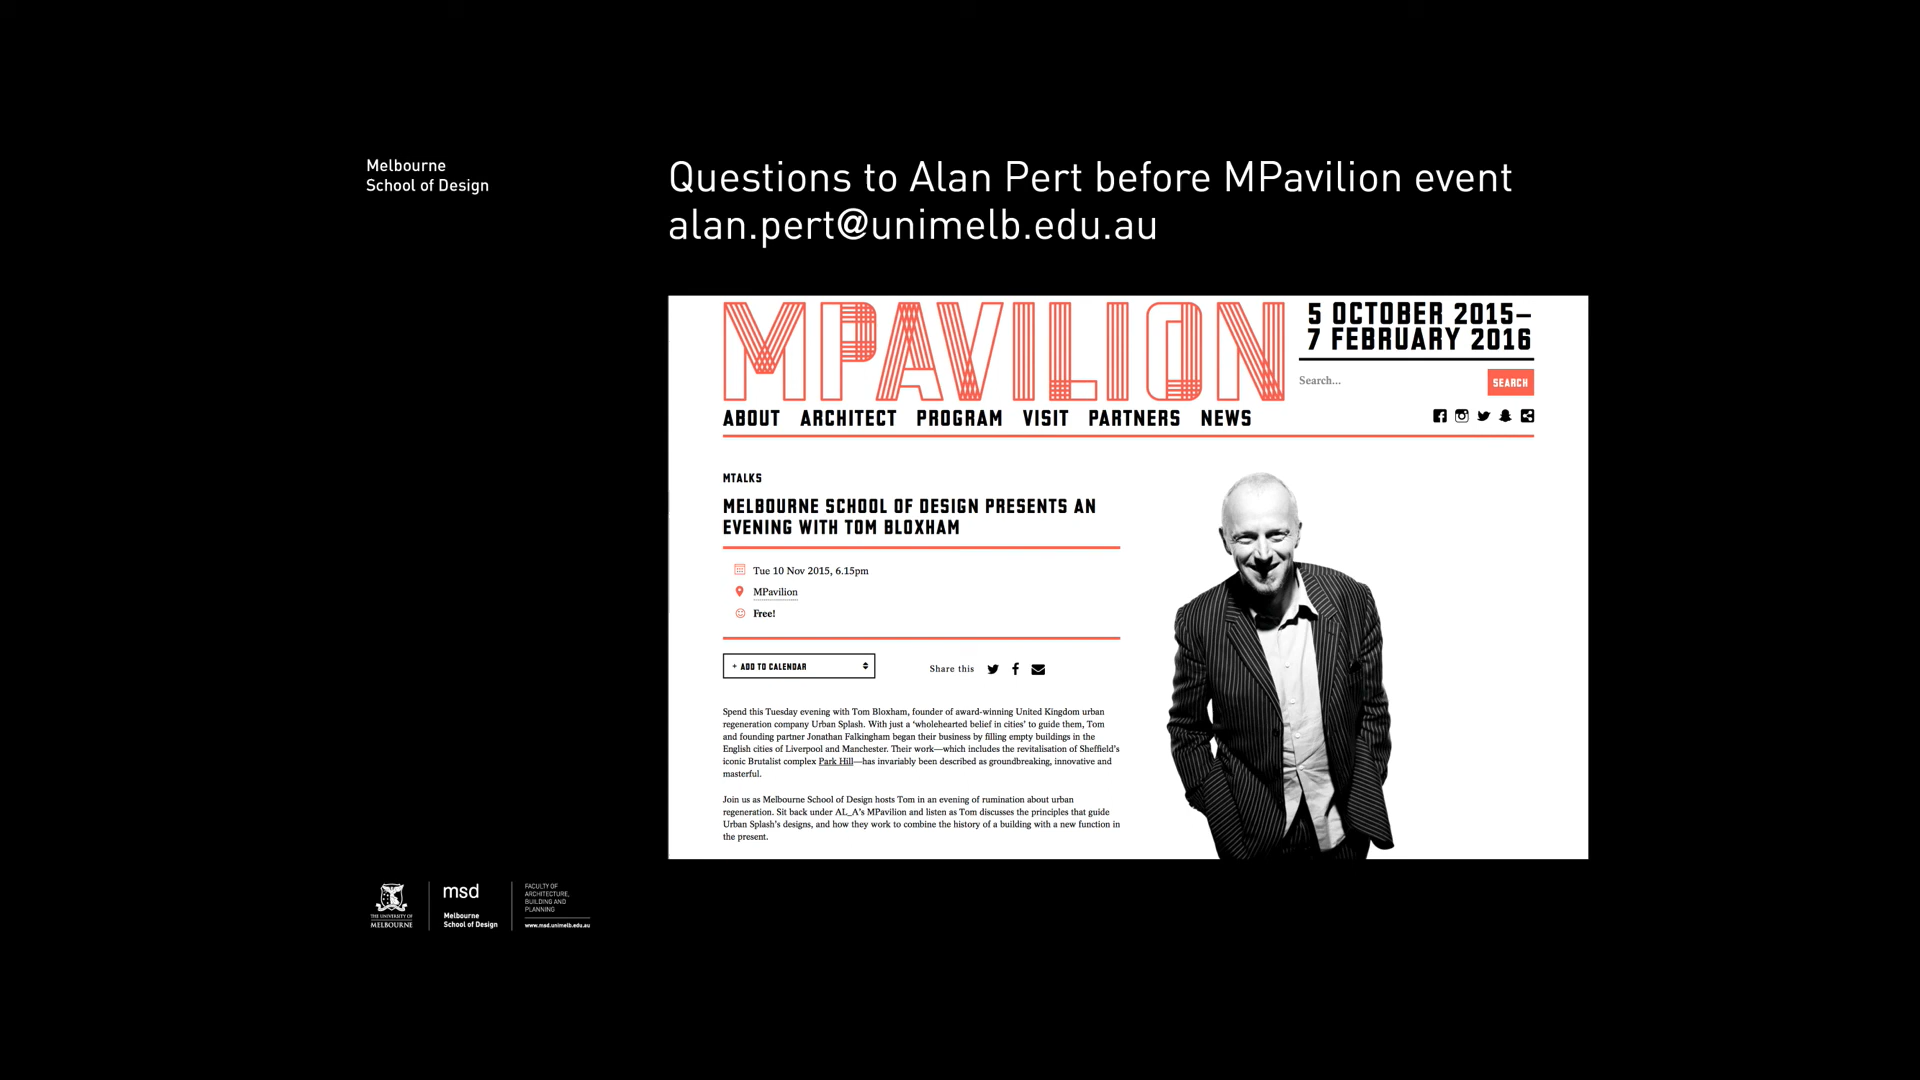 Melbourne
School of Design
Questions to Alan Pert before MPavilion event
alan.pert@unimelb.edu.au
MPAVILION
5 OCTOBER 2015–
7 FEBRUARY 2016
Search...
SEARCH
ABOUT ARCHITECT PROGRAM VISIT PARTNERS NEWS
MTALKS
MELBOURNE SCHOOL OF DESIGN PRESENTS AN
EVENING WITH TOM BLOXHAM
Tue 10 Nov 2015, 6.15pm
MPavilion
Free!
+ ADD TO CALENDAR
Share this
Spend this Tuesday evening with Tom Bloxham, founder of award-winning United Kingdom urban
regeneration company Urban Splash. With just a ‘wholehearted belief in cities’ to guide them, Tom
and founding partner Jonathan Falkingham began their business by filling empty buildings in the
English cities of Liverpool and Manchester. Their work—which includes the revitalisation of Sheffield’s
iconic Brutalist complex Park Hill—has invariably been described as groundbreaking, innovative and
masterful.
Join us as Melbourne School of Design hosts Tom in an evening of rumination about urban
regeneration. Sit back under AL_A’s MPavilion and listen as Tom discusses the principles that guide
Urban Splash’s designs, and how they work to combine the history of a building with a new function in
the present.
THE UNIVERSITY OF
MELBOURNE
msd
Melbourne
School of Design
FACULTY OF
ARCHITECTURE,
BUILDING AND
PLANNING
www.msd.unimelb.edu.au